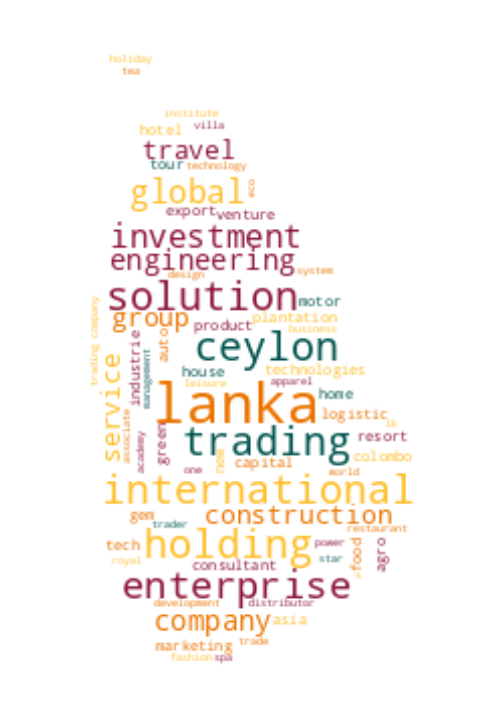 holiday
tea
institute
villa
hotel
travel
tour
technology
global
eco
export
venture
investment
engineering
system
design
solution
motor
trading company
group
plantation
product
business
auto
ceylon
industrie
management
service
house
technologies
leisure
apparel
home
lanka
logistic
lk
associate
green
trading
resort
academy
new
capital
colombo
one
world
international
gem
construction
trader
restaurant
tech
holding
power
food
agro
royal
consultant
star
enterprise
development
distributor
company
asia
marketing
trade
fashion
spa